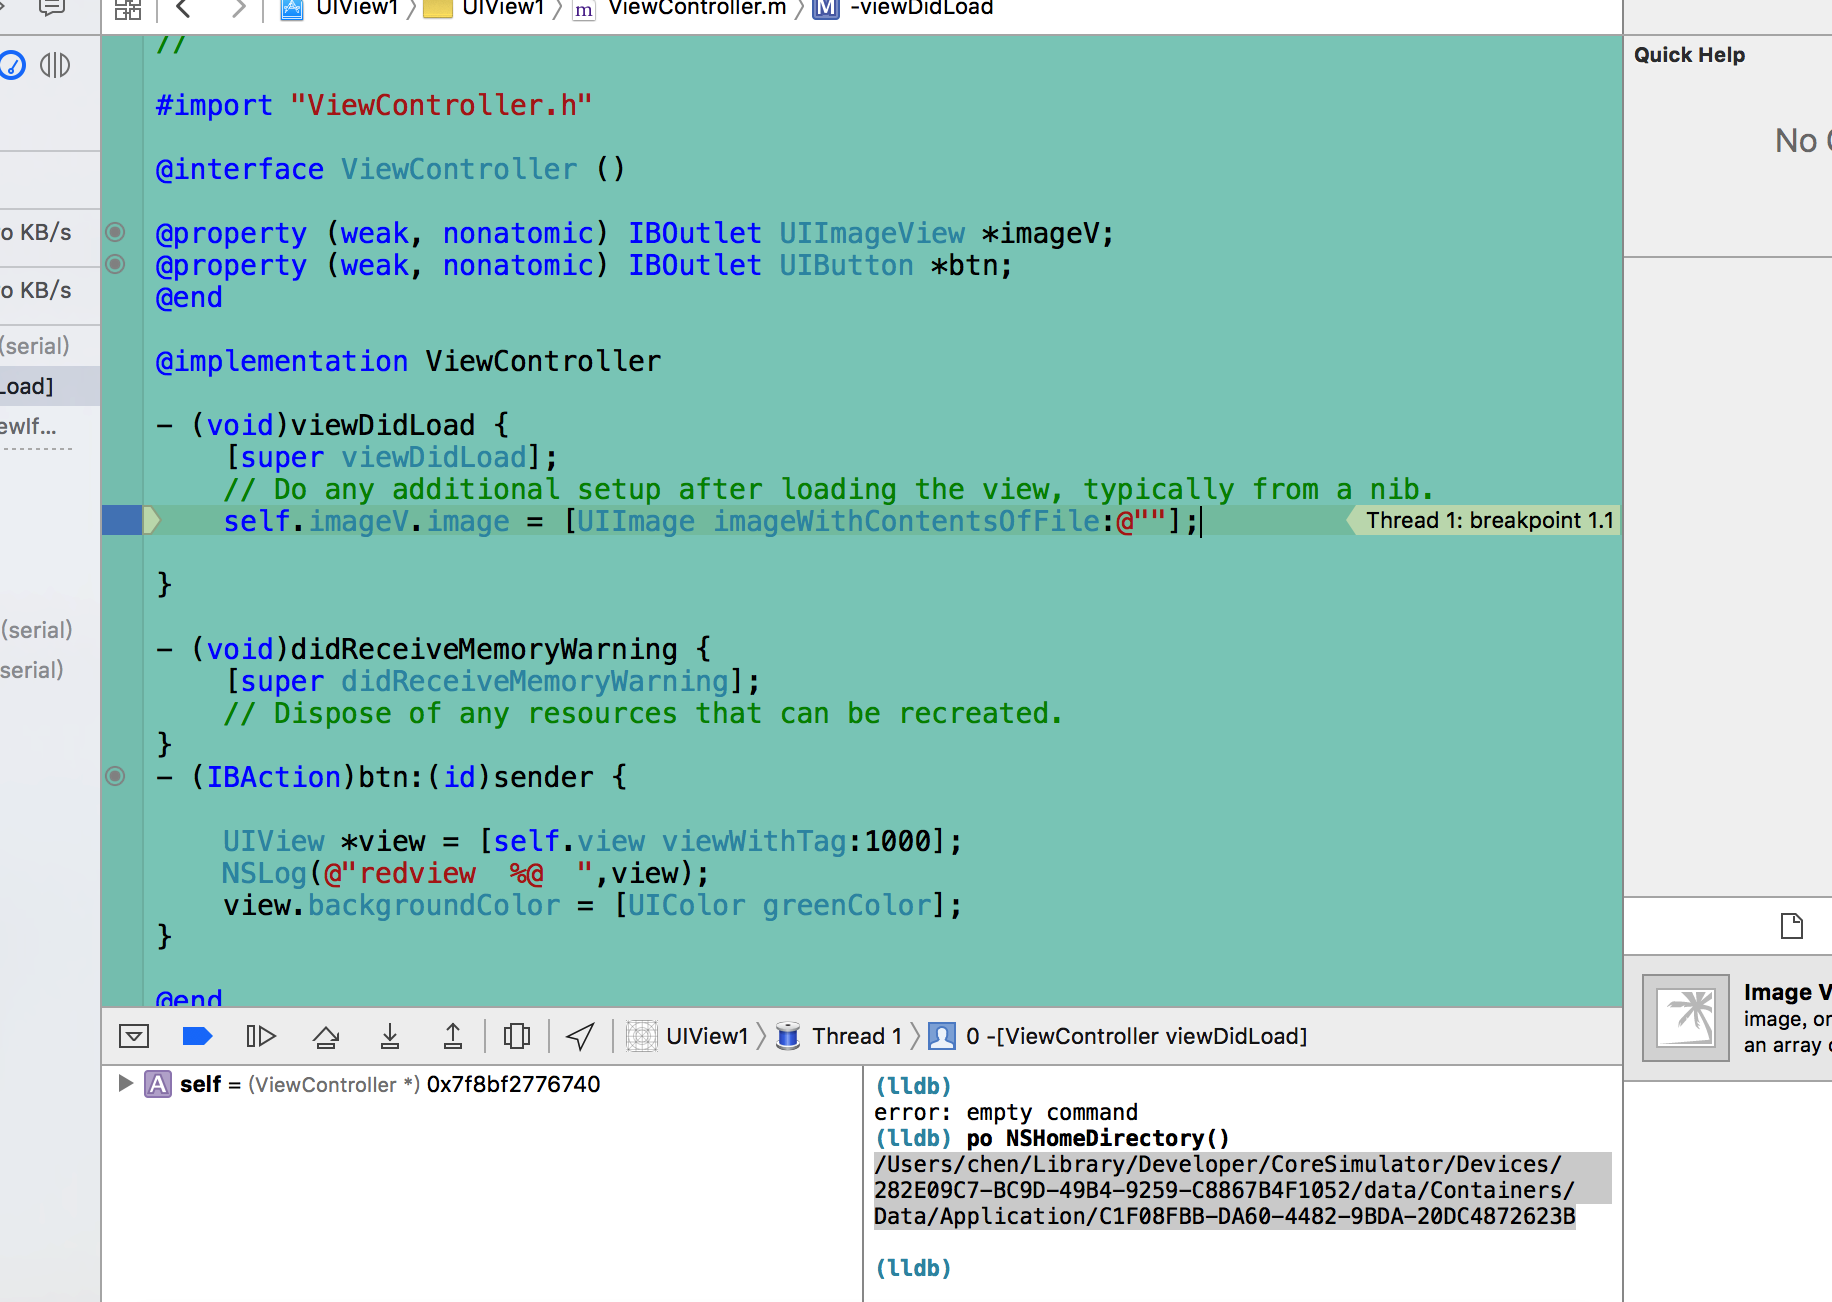 UIView1 UIView1 ViewController.m -viewDidLoad
//
#import "ViewController.h"
@interface ViewController ()
@property (weak, nonatomic) IBOutlet UIImageView *imageV;
@property (weak, nonatomic) IBOutlet UIButton *btn;
@end
@implementation ViewController
- (void)viewDidLoad {
[super viewDidLoad];
// Do any additional setup after loading the view, typically from a nib.
self.imageV.image = [UIImage imageWithContentsOfFile:@""];
Thread 1: breakpoint 1.1
}
- (void)didReceiveMemoryWarning {
[super didReceiveMemoryWarning];
// Dispose of any resources that can be recreated.
}
- (IBAction)btn:(id)sender {
UIView *view = [self.view viewWithTag:1000];
NSLog(@"redview  %@  ",view);
view.backgroundColor = [UIColor greenColor];
}
@end
o KB/s
o KB/s
(serial)
Load]
ewIf...
(serial)
serial)
Quick Help
No
Image V
image, or
an array
UIView1 Thread 1 0 -[ViewController viewDidLoad]
A self = (ViewController *) 0x7f8bf2776740
(lldb)
error: empty command
(lldb) po NSHomeDirectory()
/Users/chen/Library/Developer/CoreSimulator/Devices/
282E09C7-BC9D-49B4-9259-C8867B4F1052/data/Containers/
Data/Application/C1F08FBB-DA60-4482-9BDA-20DC4872623B
(lldb)